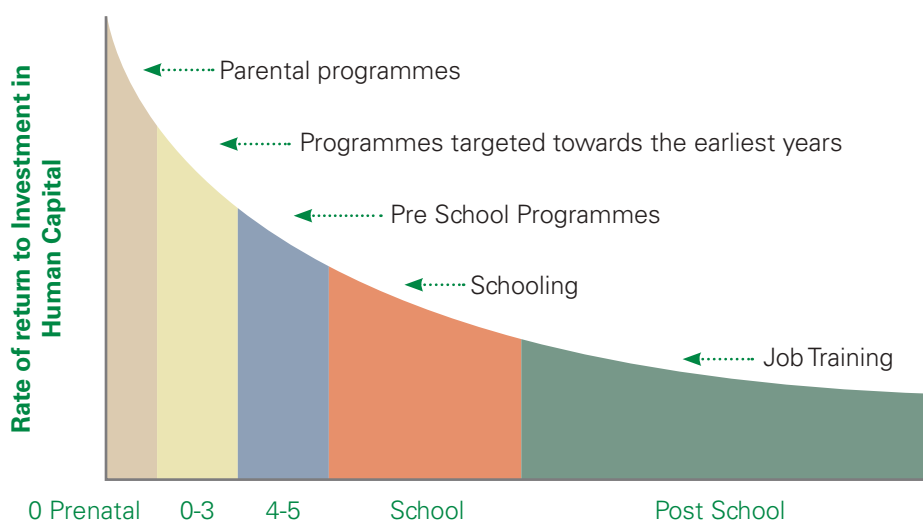 Rate of return to Investment in
Human Capital
Parental programmes
Programmes targeted towards the earliest years
Pre School Programmes
Schooling
Job Training
0 Prenatal
0-3
4-5
School
Post School